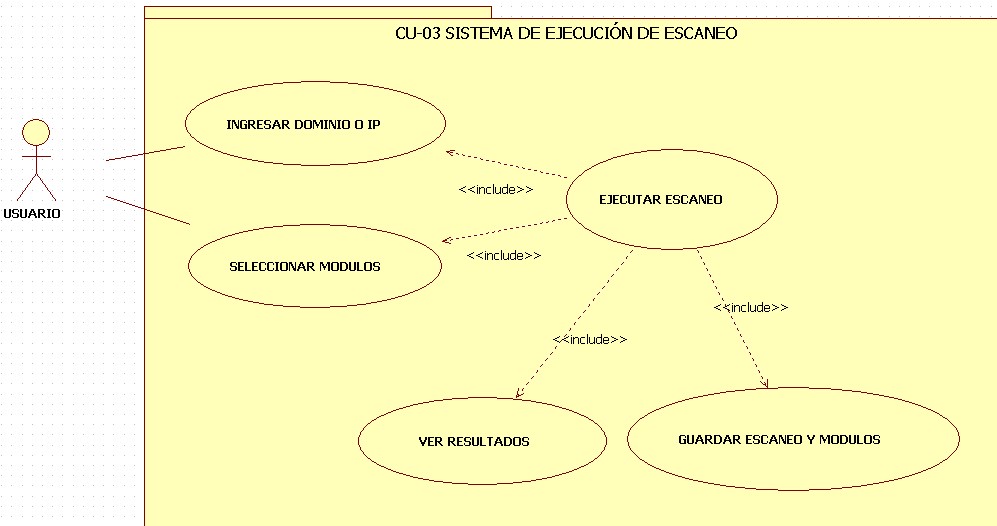 CU-03 SISTEMA DE EJECUCIÓN DE ESCANEO
INGRESAR DOMINIO O IP
<<include>>
EJECUTAR ESCANEO
USUARIO
<<include>>
SELECCIONAR MODULOS
<<include>>
<<include>>
VER RESULTADOS
GUARDAR ESCANEO Y MODULOS